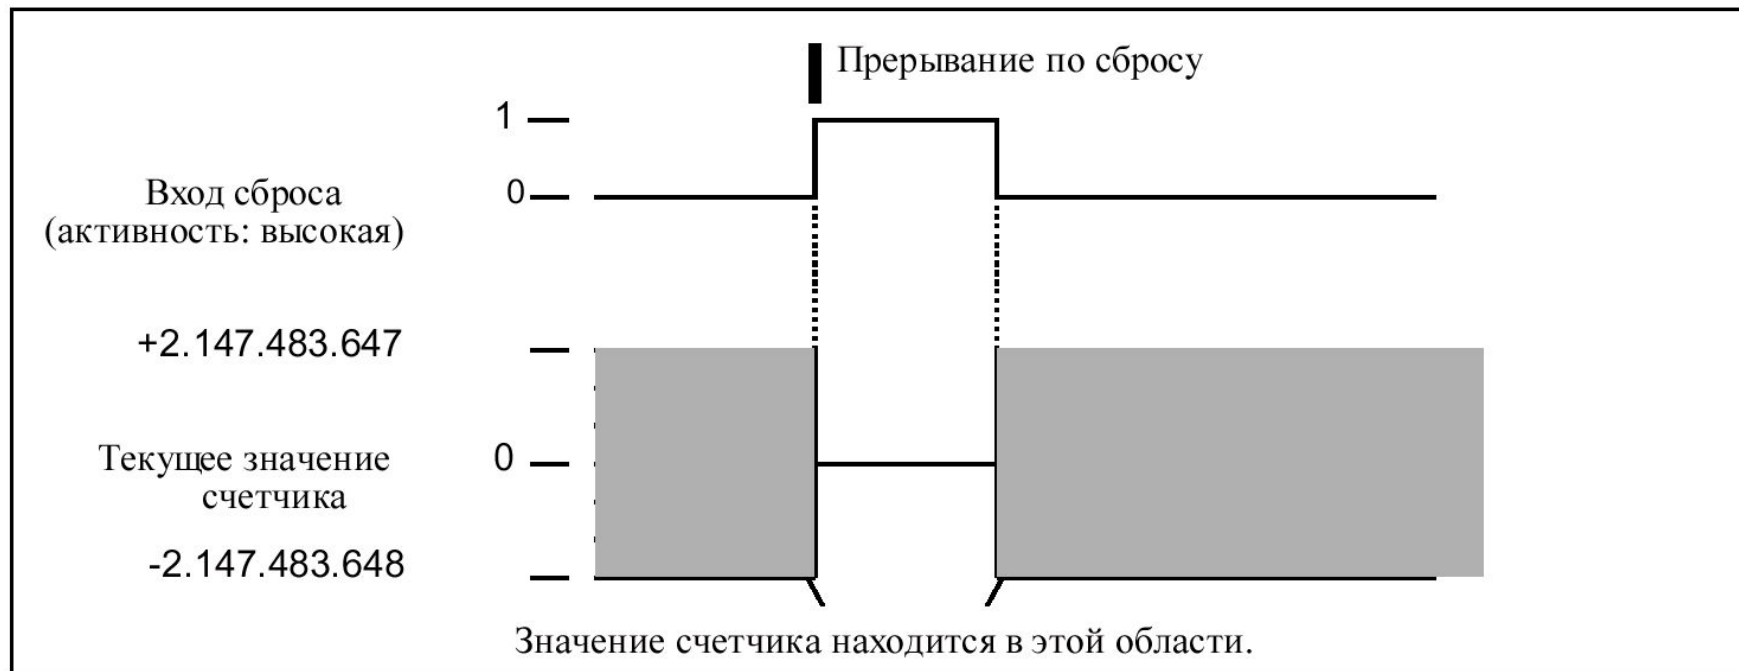 Прерывание по сбросу
1
0
Вход сброса
(активность: высокая)
+2.147.483.647
Текущее значение
счетчика
0
-2.147.483.648
Значение счетчика находится в этой области.